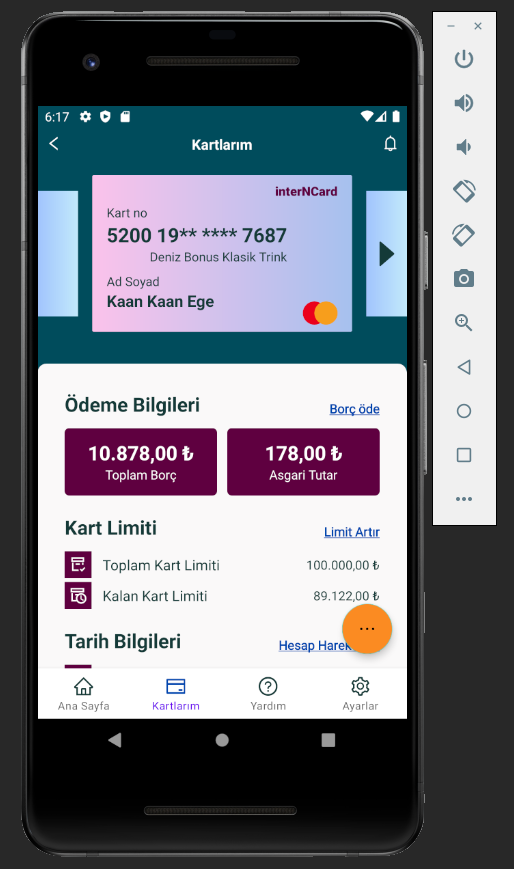 6:17
Kartlarım
interNCard
Kart no
5200 19** **** 7687
Deniz Bonus Klasik Trink
Ad Soyad
Kaan Kaan Ege
Ödeme Bilgileri
Borç öde
10.878,00 ₺
Toplam Borç
178,00 ₺
Asgari Tutar
Kart Limiti
Limit Artır
Toplam Kart Limiti
100.000,00 ₺
Kalan Kart Limiti
89.122,00 ₺
Tarih Bilgileri
Hesap Harek
Ana Sayfa
Kartlarım
Yardım
Ayarlar